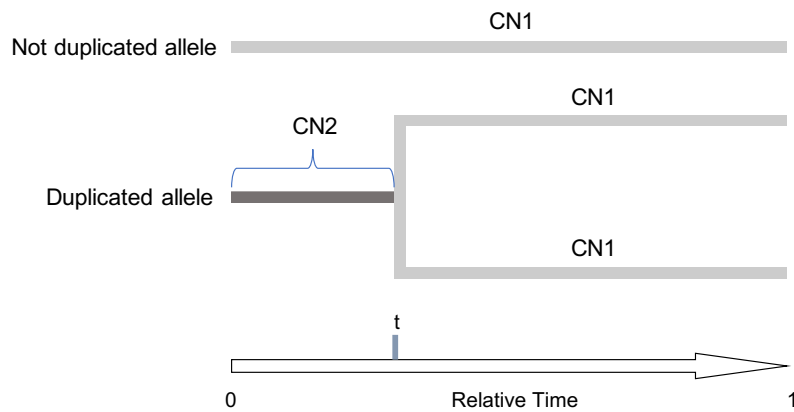 CN1
Not duplicated allele
CN1
CN2
Duplicated allele
CN1
t
0 Relative Time 1